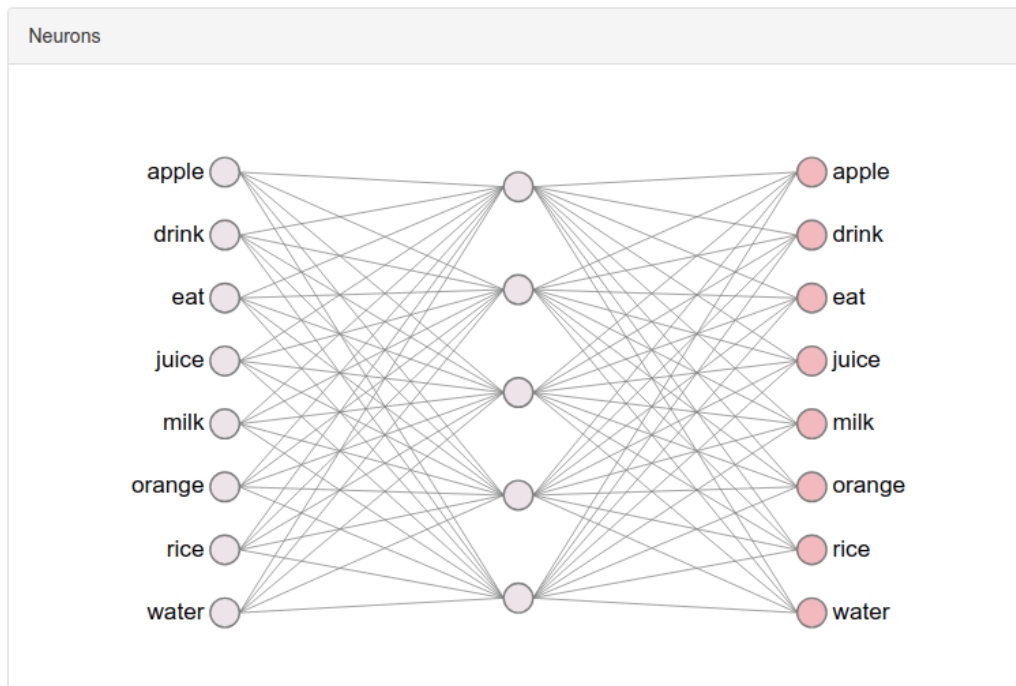 Neurons
apple apple
drink drink
eat eat
juice juice
milk milk
orange orange
rice rice
water water